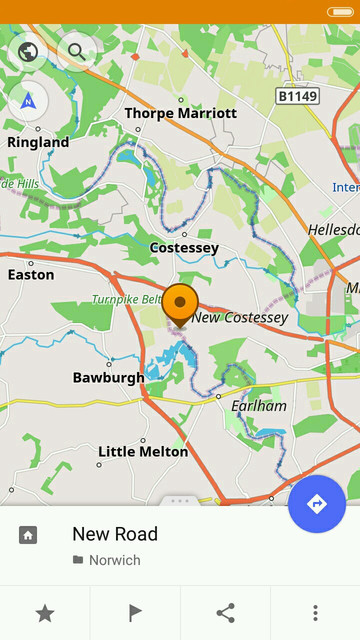 B1149
Thorpe Marriott
Ringland
Inter
de Hills
Hellesdo
Costessey
Easton
Turnpike Belt
New Costessey
M
Bawburgh
Earlham
Little Melton
New Road
Norwich